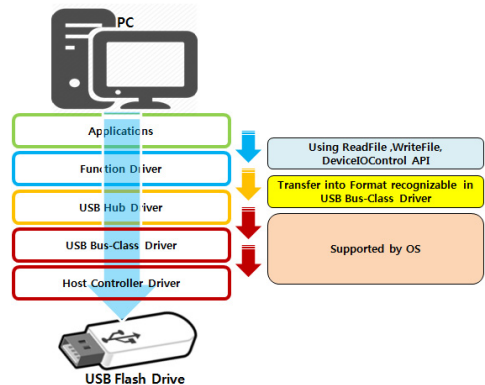 PC
Applications
Function Driver
USB Hub Driver
USB Bus-Class Driver
Host Controller Driver
Using ReadFile ,WriteFile,
DeviceIOControl API
Transfer into Format recognizable in
USB Bus-Class Driver
Supported by OS
USB Flash Drive